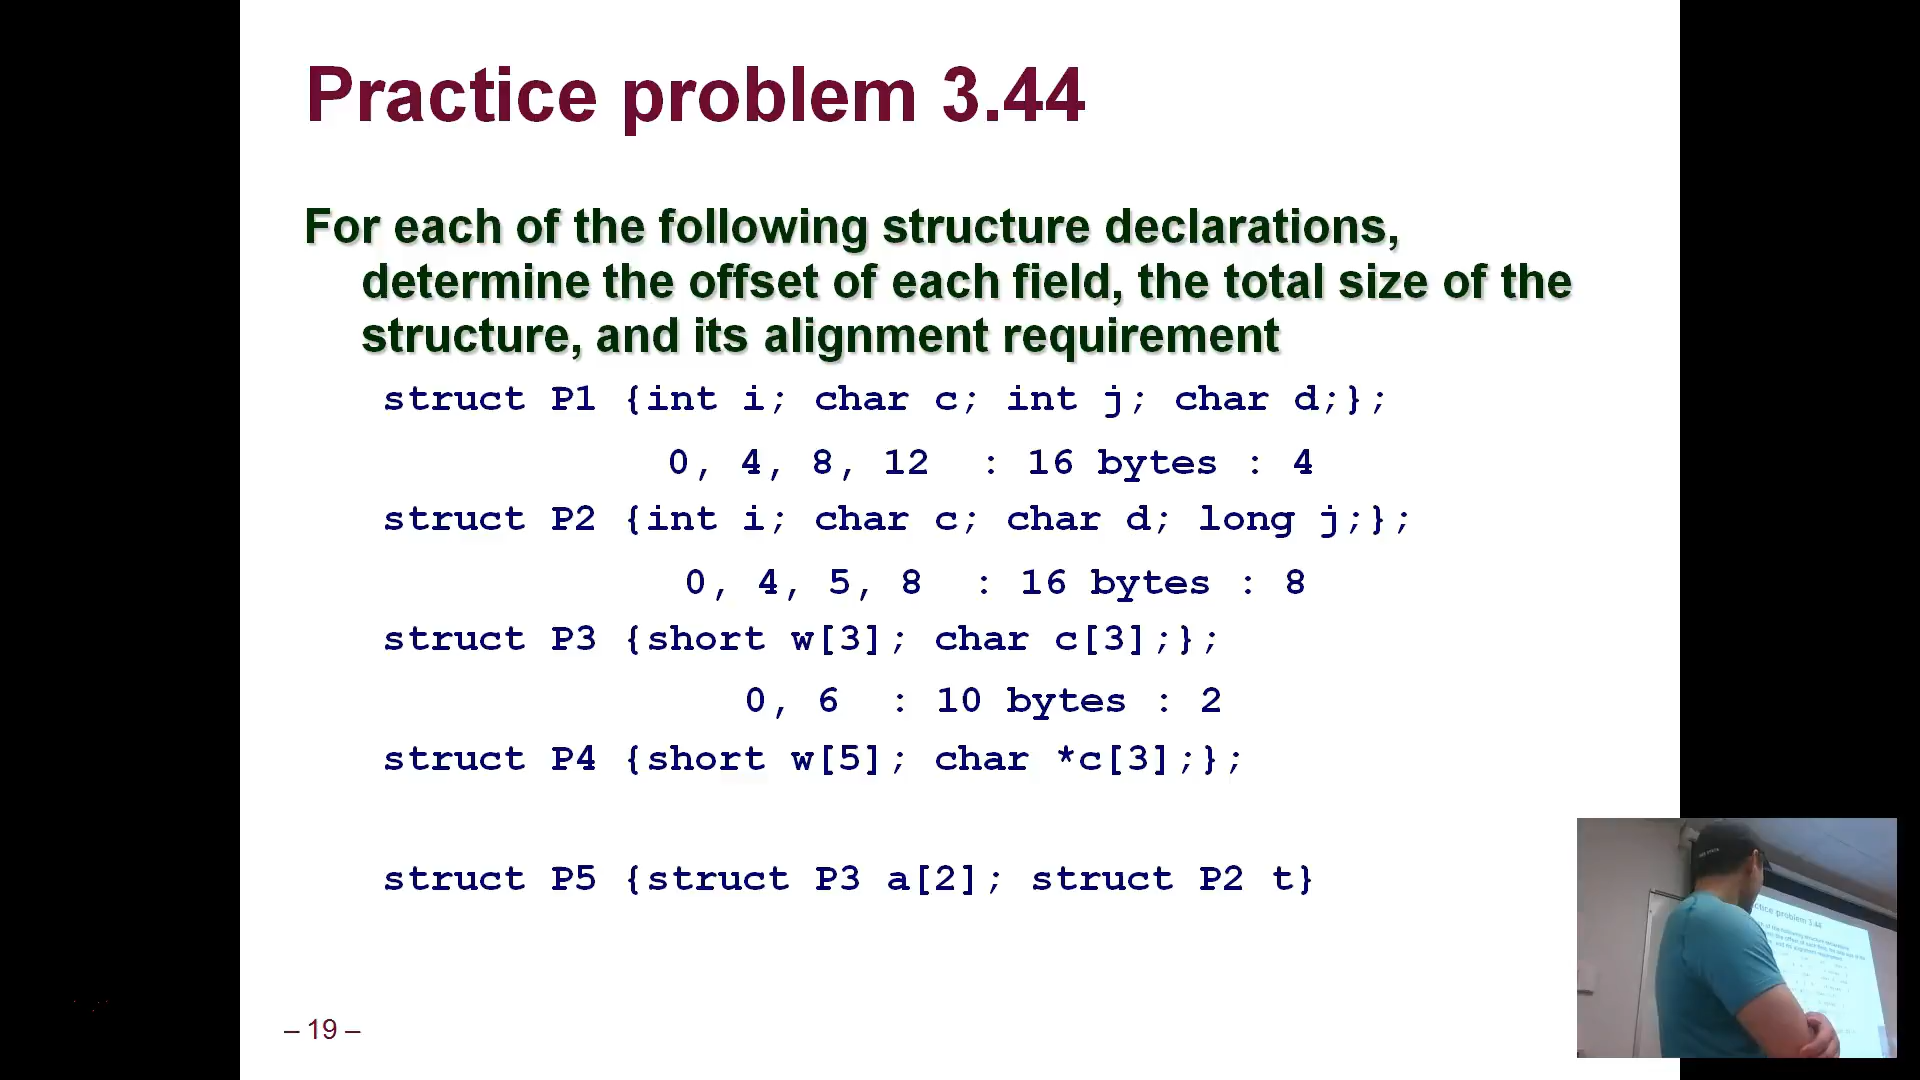 Practice problem 3.44
For each of the following structure declarations,
determine the offset of each field, the total size of the
structure, and its alignment requirement
struct P1 {int i; char c; int j; char d;};
0, 4, 8, 12 : 16 bytes : 4
struct P2 {int i; char c; char d; long j;};
0, 4, 5, 8 : 16 bytes : 8
struct P3 {short w[3]; char c[3];};
0, 6 : 10 bytes : 2
struct P4 {short w[5]; char *c[3];};
struct P5 {struct P3 a[2]; struct P2 t}
– 19 –